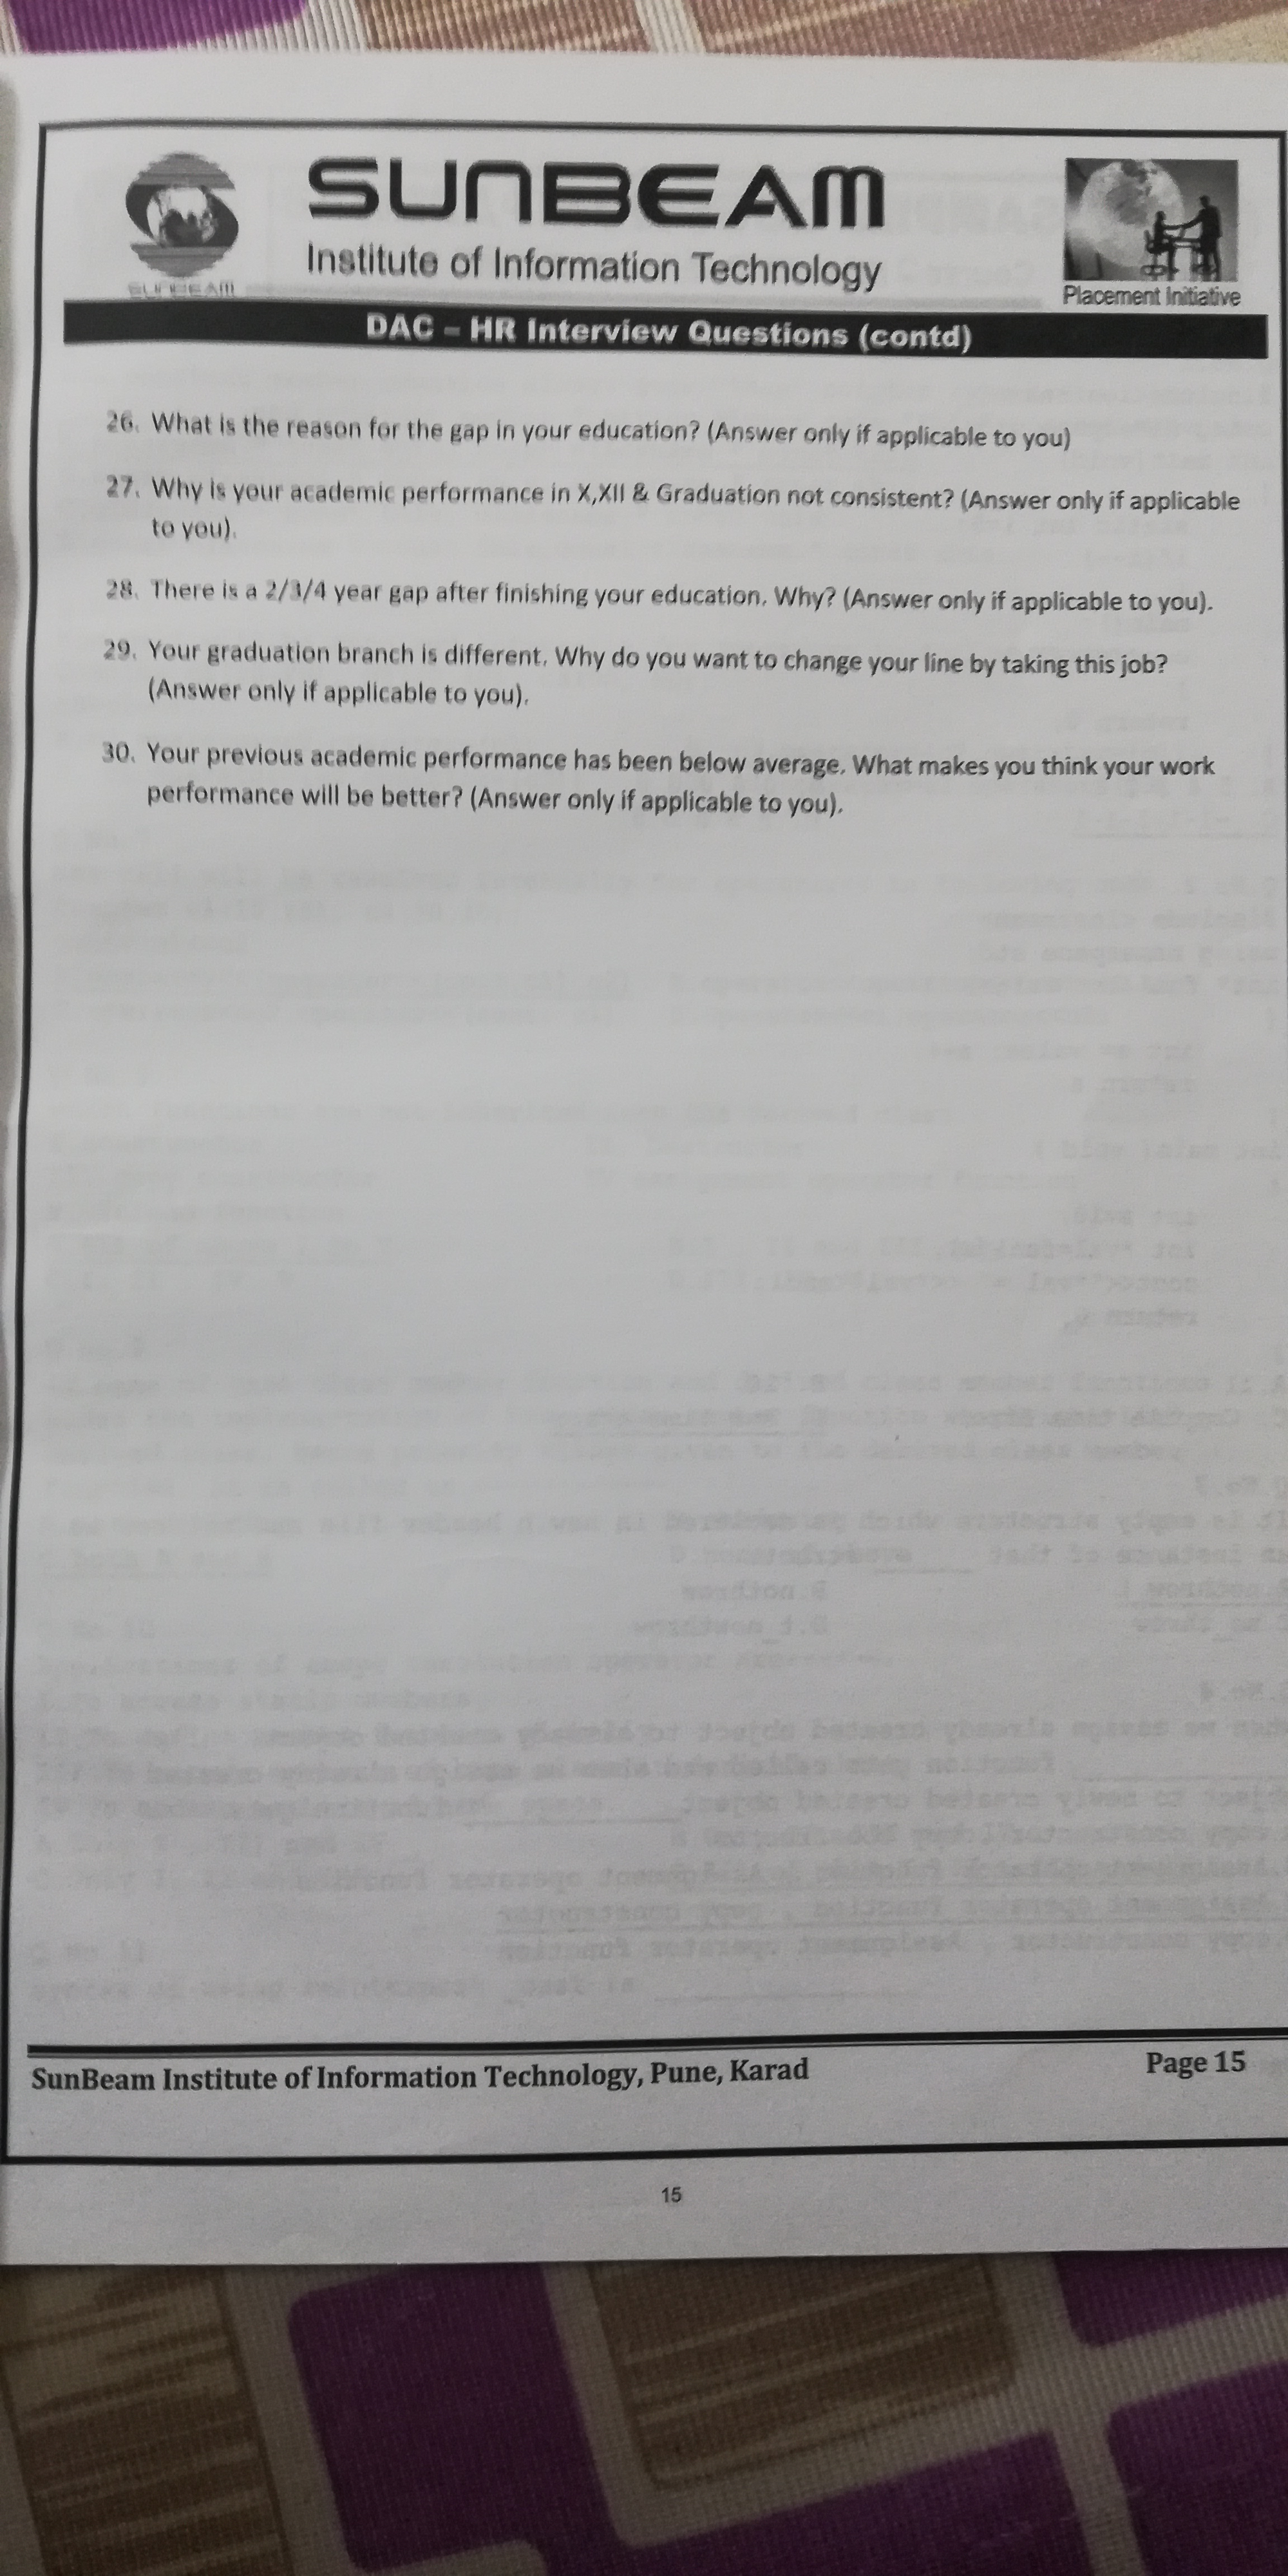 SUNBEAM
Institute of Information Technology
SUNBEAM
Placement Initiative
DAC – HR Interview Questions (contd)
26. What is the reason for the gap in your education? (Answer only if applicable to you)
27. Why is your academic performance in X,XII & Graduation not consistent? (Answer only if applicable
to you).
28. There is a 2/3/4 year gap after finishing your education. Why? (Answer only if applicable to you).
29. Your graduation branch is different. Why do you want to change your line by taking this job?
(Answer only if applicable to you).
30. Your previous academic performance has been below average. What makes you think your work
performance will be better? (Answer only if applicable to you).
SunBeam Institute of Information Technology, Pune, Karad Page 15
15